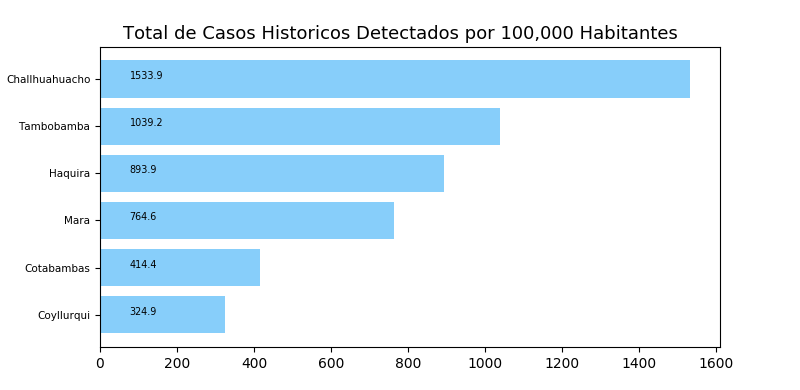 Total de Casos Historicos Detectados por 100,000 Habitantes
Challhuahuacho 1533.9
Tambobamba 1039.2
Haquira 893.9
Mara 764.6
Cotabambas 414.4
Coyllurqui 324.9
0 200 400 600 800 1000 1200 1400 1600